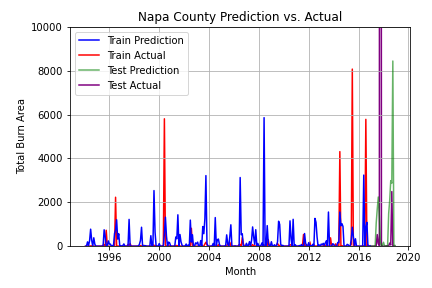 Napa County Prediction vs. Actual
10000
8000
6000
4000
2000
0
Total Burn Area
Train Prediction
Train Actual
Test Prediction
Test Actual
1996 2000 2004 2008 2012 2016 2020
Month